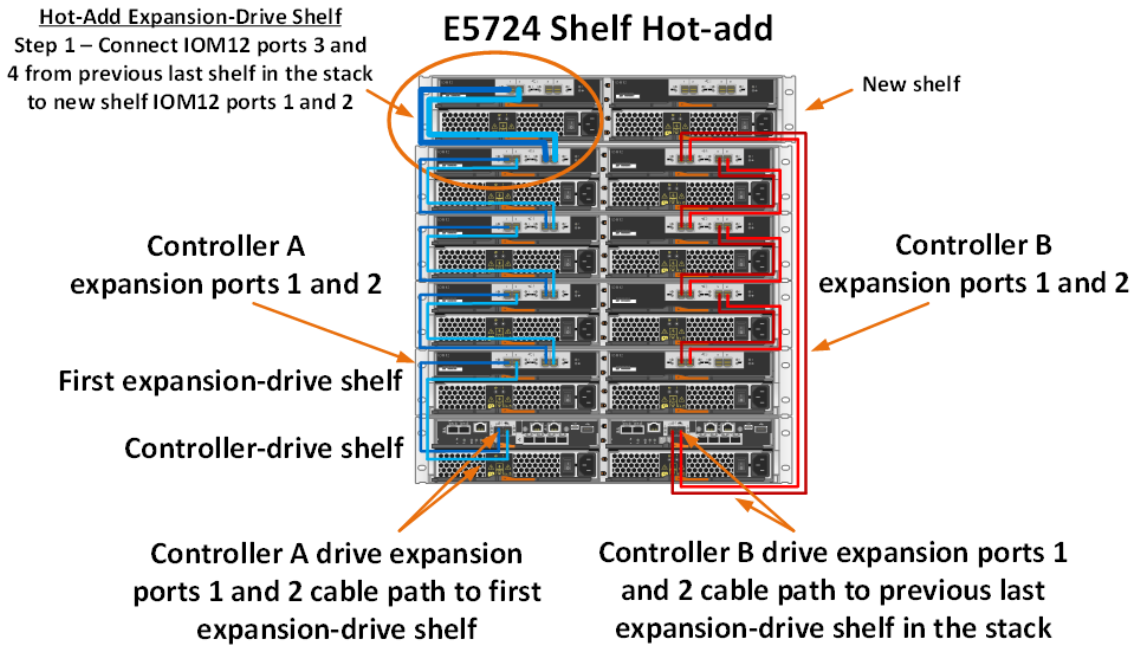 Hot-Add Expansion-Drive Shelf
Step 1 – Connect IOM12 ports 3 and
4 from previous last shelf in the stack
to new shelf IOM12 ports 1 and 2
E5724 Shelf Hot-add
New shelf
Controller A
expansion ports 1 and 2
Controller B
expansion ports 1 and 2
First expansion-drive shelf
Controller-drive shelf
Controller A drive expansion
ports 1 and 2 cable path to first
expansion-drive shelf
Controller B drive expansion ports 1
and 2 cable path to previous last
expansion-drive shelf in the stack